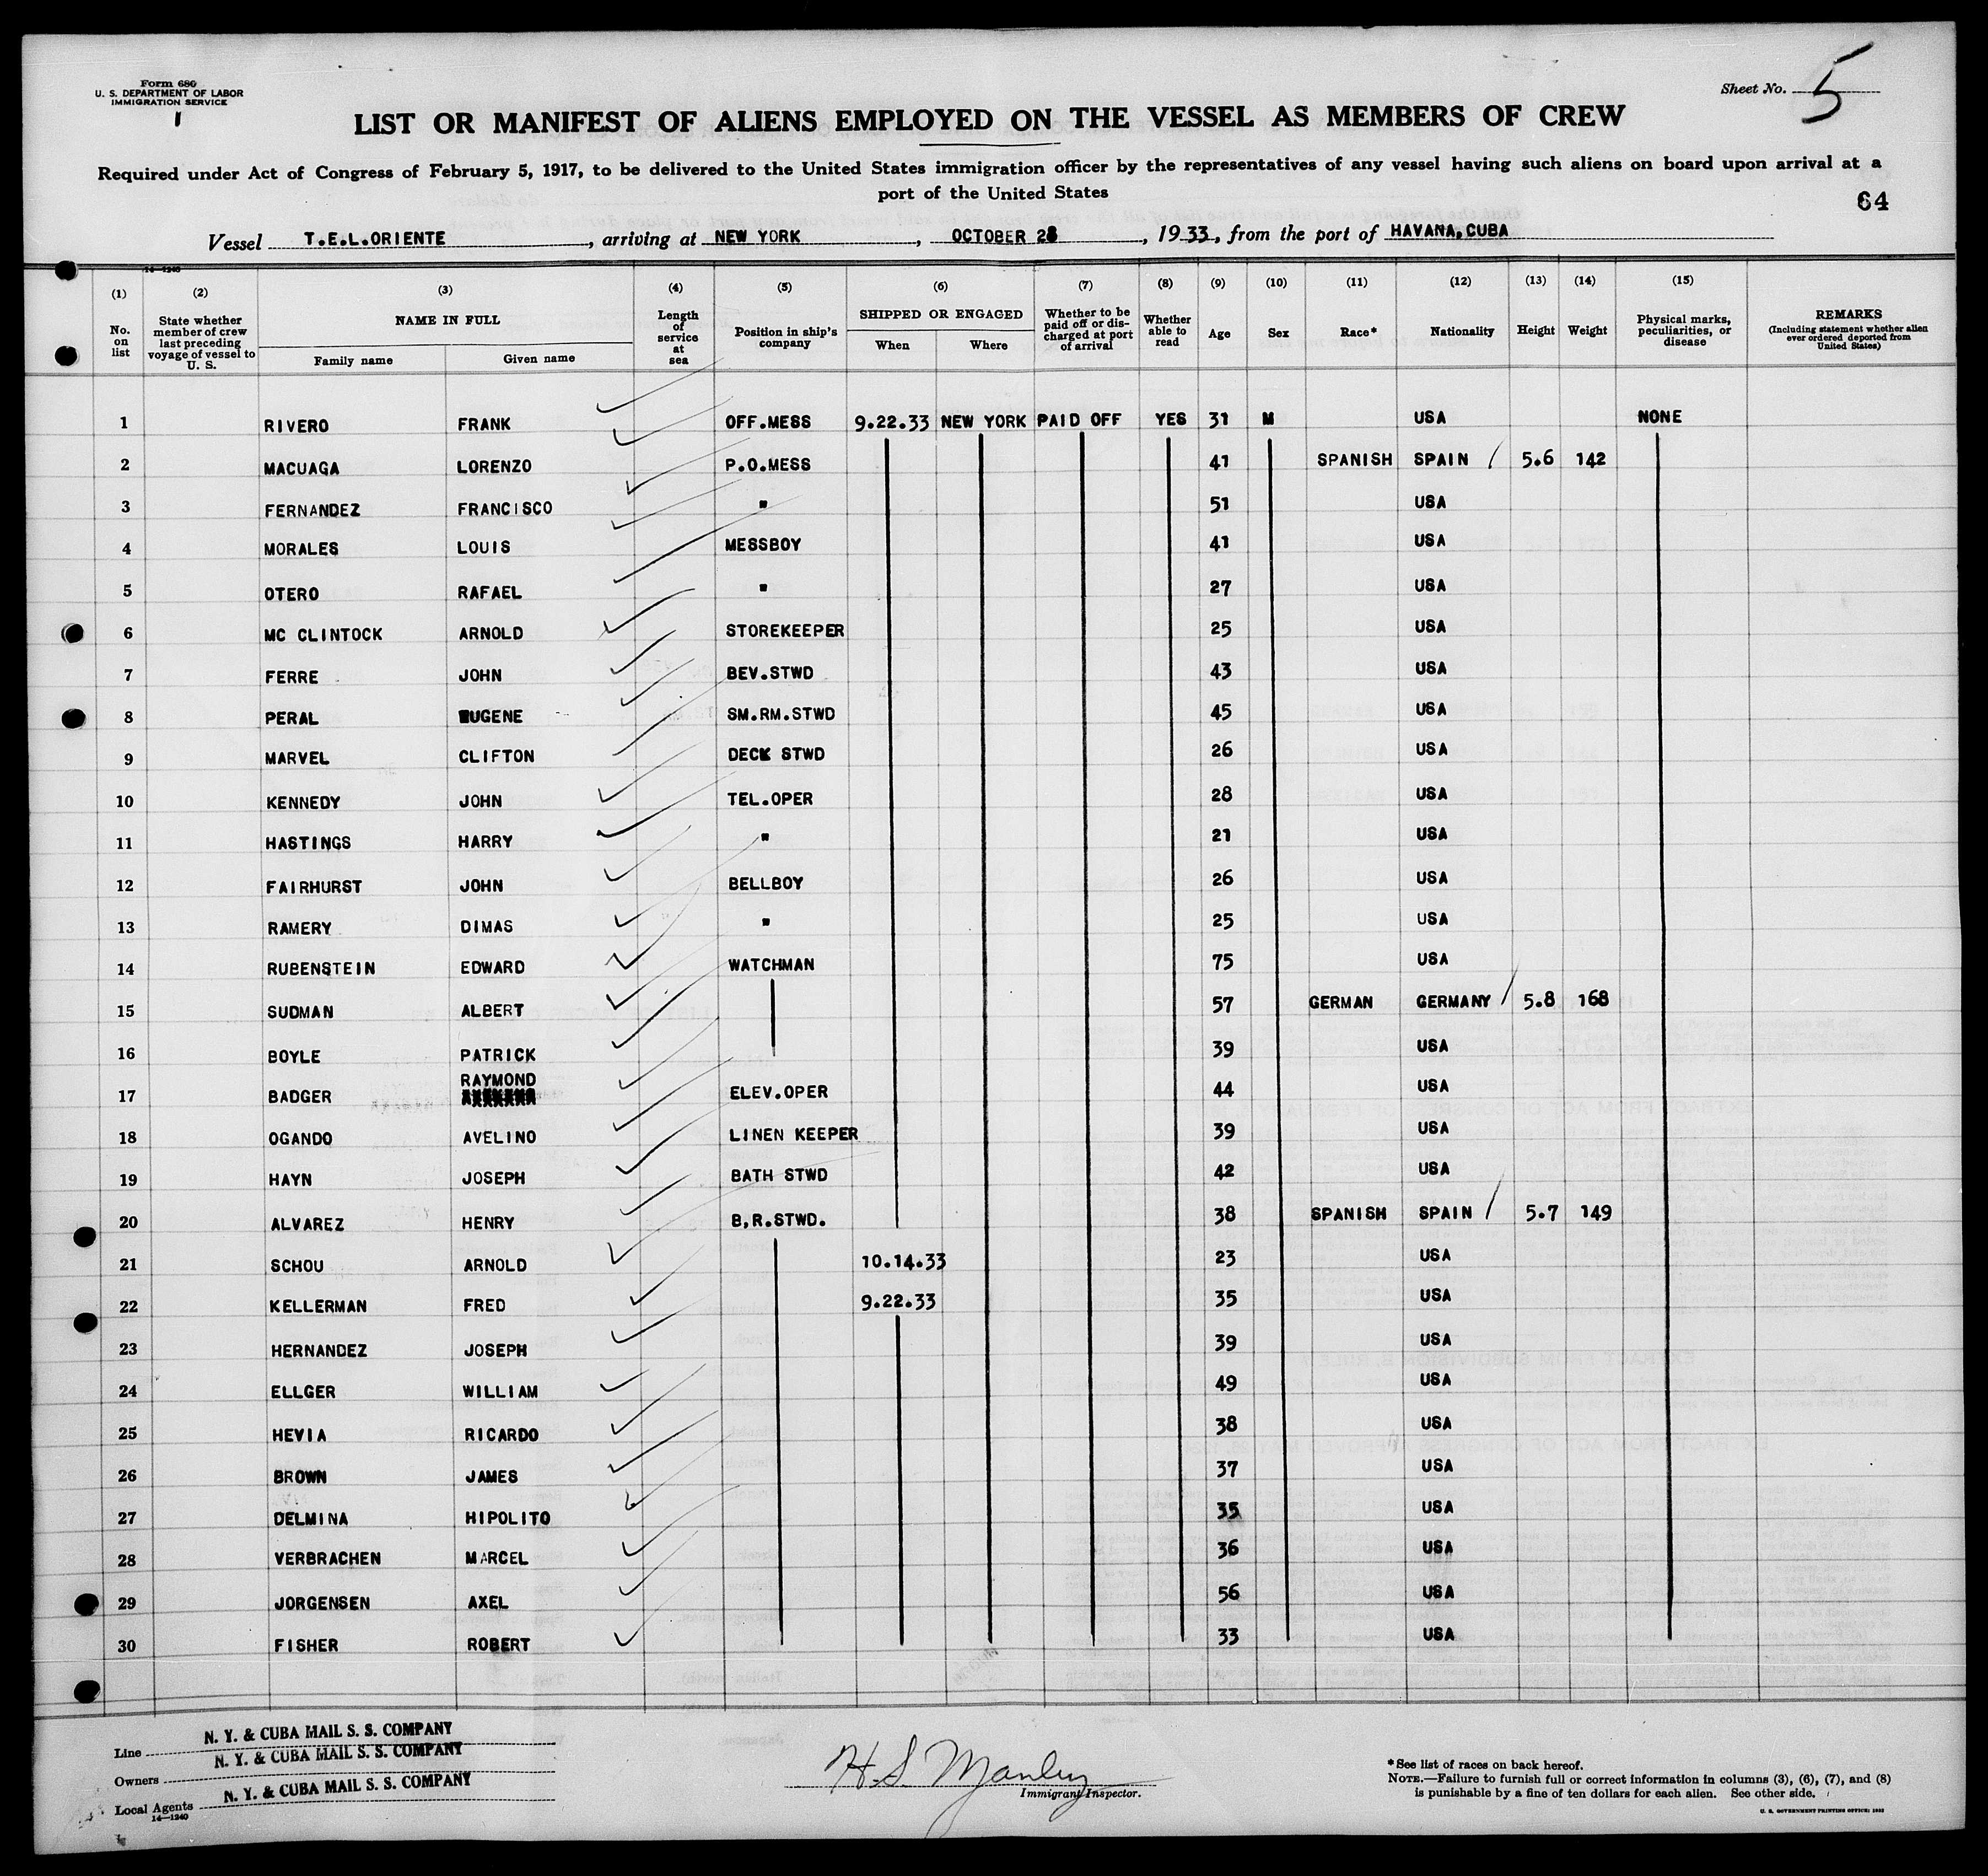 Form 680
U. S. DEPARTMENT OF LABOR
IMMIGRATION SERVICE
Sheet No. 5
LIST OR MANIFEST OF ALIENS EMPLOYED ON THE VESSEL AS MEMBERS OF CREW
Required under Act of Congress of February 5, 1917, to be delivered to the United States immigration officer by the representatives of any vessel having such aliens on board upon arrival at a
port of the United States
64
Vessel T.E.L.ORIENTE, arriving at NEW YORK, OCTOBER 28, 1933, from the port of HAVANA, CUBA
14-1240
(1) (2) (3) (4) (5) (6) (7) (8) (9) (10) (11) (12) (13) (14) (15)
No. on list State whether member of crew last preceding voyage of vessel to U. S. NAME IN FULL Family name Given name Length of service at sea Position in ship's company SHIPPED OR ENGAGED When Where Whether to be paid off or discharged at port of arrival Whether able to read Age Sex Race* Nationality Height Weight Physical marks, peculiarities, or disease REMARKS (Including statement whether alien ever ordered deported from United States)
1 RIVERO FRANK OFF.MESS 9.22.33 NEW YORK PAID OFF YES 31 M USA NONE
2 MACUAGA LORENZO P.O.MESS 41 SPANISH SPAIN 5.6 142
3 FERNANDEZ FRANCISCO " 51 USA
4 MORALES LOUIS MESSBOY 41 USA
5 OTERO RAFAEL " 27 USA
6 MC CLINTOCK ARNOLD STOREKEEPER 25 USA
7 FERRE JOHN BEV.STWD 43 USA
8 PERAL EUGENE SM.RM.STWD 45 USA
9 MARVEL CLIFTON DECK STWD 26 USA
10 KENNEDY JOHN TEL.OPER 28 USA
11 HASTINGS HARRY " 21 USA
12 FAIRHURST JOHN BELLBOY 26 USA
13 RAMERY DIMAS " 25 USA
14 RUBENSTEIN EDWARD WATCHMAN 75 USA
15 SUDMAN ALBERT 57 GERMAN GERMANY 5.8 168
16 BOYLE PATRICK 39 USA
17 BADGER RAYMOND ELEV.OPER 44 USA
18 OGANDO AVELINO LINEN KEEPER 39 USA
19 HAYN JOSEPH BATH STWD 42 USA
20 ALVAREZ HENRY B,R.STWD. 38 SPANISH SPAIN 5.7 149
21 SCHOU ARNOLD 10.14.33 23 USA
22 KELLERMAN FRED 9.22.33 35 USA
23 HERNANDEZ JOSEPH 39 USA
24 ELLGER WILLIAM 49 USA
25 HEVIA RICARDO 38 USA
26 BROWN JAMES 37 USA
27 DELMINA HIPOLITO 35 USA
28 VERBRACHEN MARCEL 36 USA
29 JORGENSEN AXEL 56 USA
30 FISHER ROBERT 33 USA
Line N. Y. & CUBA MAIL S. S. COMPANY
Owners N. Y. & CUBA MAIL S. S. COMPANY
Local Agents N. Y. & CUBA MAIL S. S. COMPANY
14-1240
H.S. Manley
Immigrant Inspector.
*See list of races on back hereof.
NOTE.—Failure to furnish full or correct information in columns (3), (6), (7), and (8)
is punishable by a fine of ten dollars for each alien. See other side.
U. S. GOVERNMENT PRINTING OFFICE: 1932